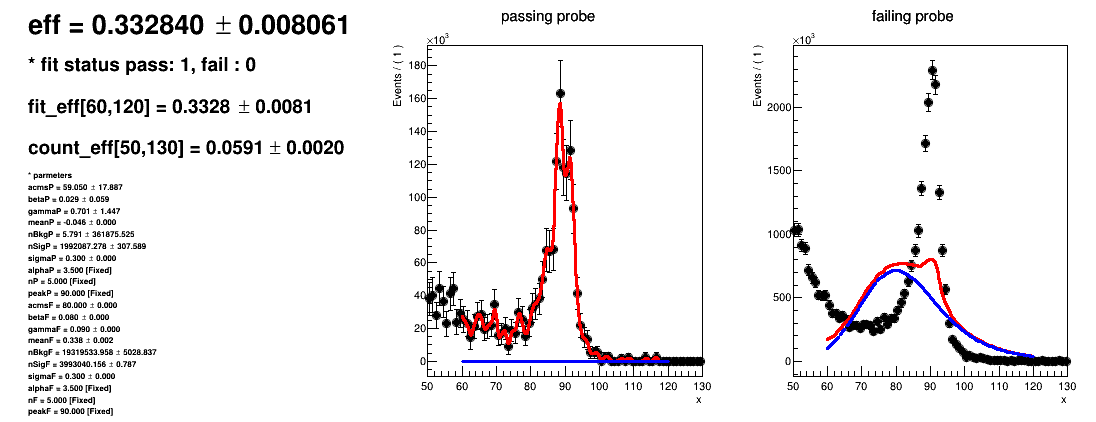 eff = 0.332840 ± 0.008061
* fit status pass: 1, fail : 0
fit_eff[60,120] = 0.3328 ± 0.0081
count_eff[50,130] = 0.0591 ± 0.0020
* parmeters
acmsP = 59.050 ± 17.887
betaP = 0.029 ± 0.059
gammaP = 0.701 ± 1.447
meanP = -0.046 ± 0.000
nBkgP = 5.791 ± 361875.525
nSigP = 1992087.278 ± 307.589
sigmaP = 0.300 ± 0.000
alphaP = 3.500 [Fixed]
nP = 5.000 [Fixed]
peakP = 90.000 [Fixed]
acmsF = 80.000 ± 0.000
betaF = 0.080 ± 0.000
gammaF = 0.090 ± 0.000
meanF = 0.338 ± 0.002
nBkgF = 19319533.958 ± 5028.837
nSigF = 3993040.156 ± 0.787
sigmaF = 0.300 ± 0.000
alphaF = 3.500 [Fixed]
nF = 5.000 [Fixed]
peakF = 90.000 [Fixed]
passing probe
×10³
Events / ( 1 )
180
160
140
120
100
80
60
40
20
0
50 60 70 80 90 100 110 120 130
x
failing probe
×10³
Events / ( 1 )
2000
1500
1000
500
0
50 60 70 80 90 100 110 120 130
x